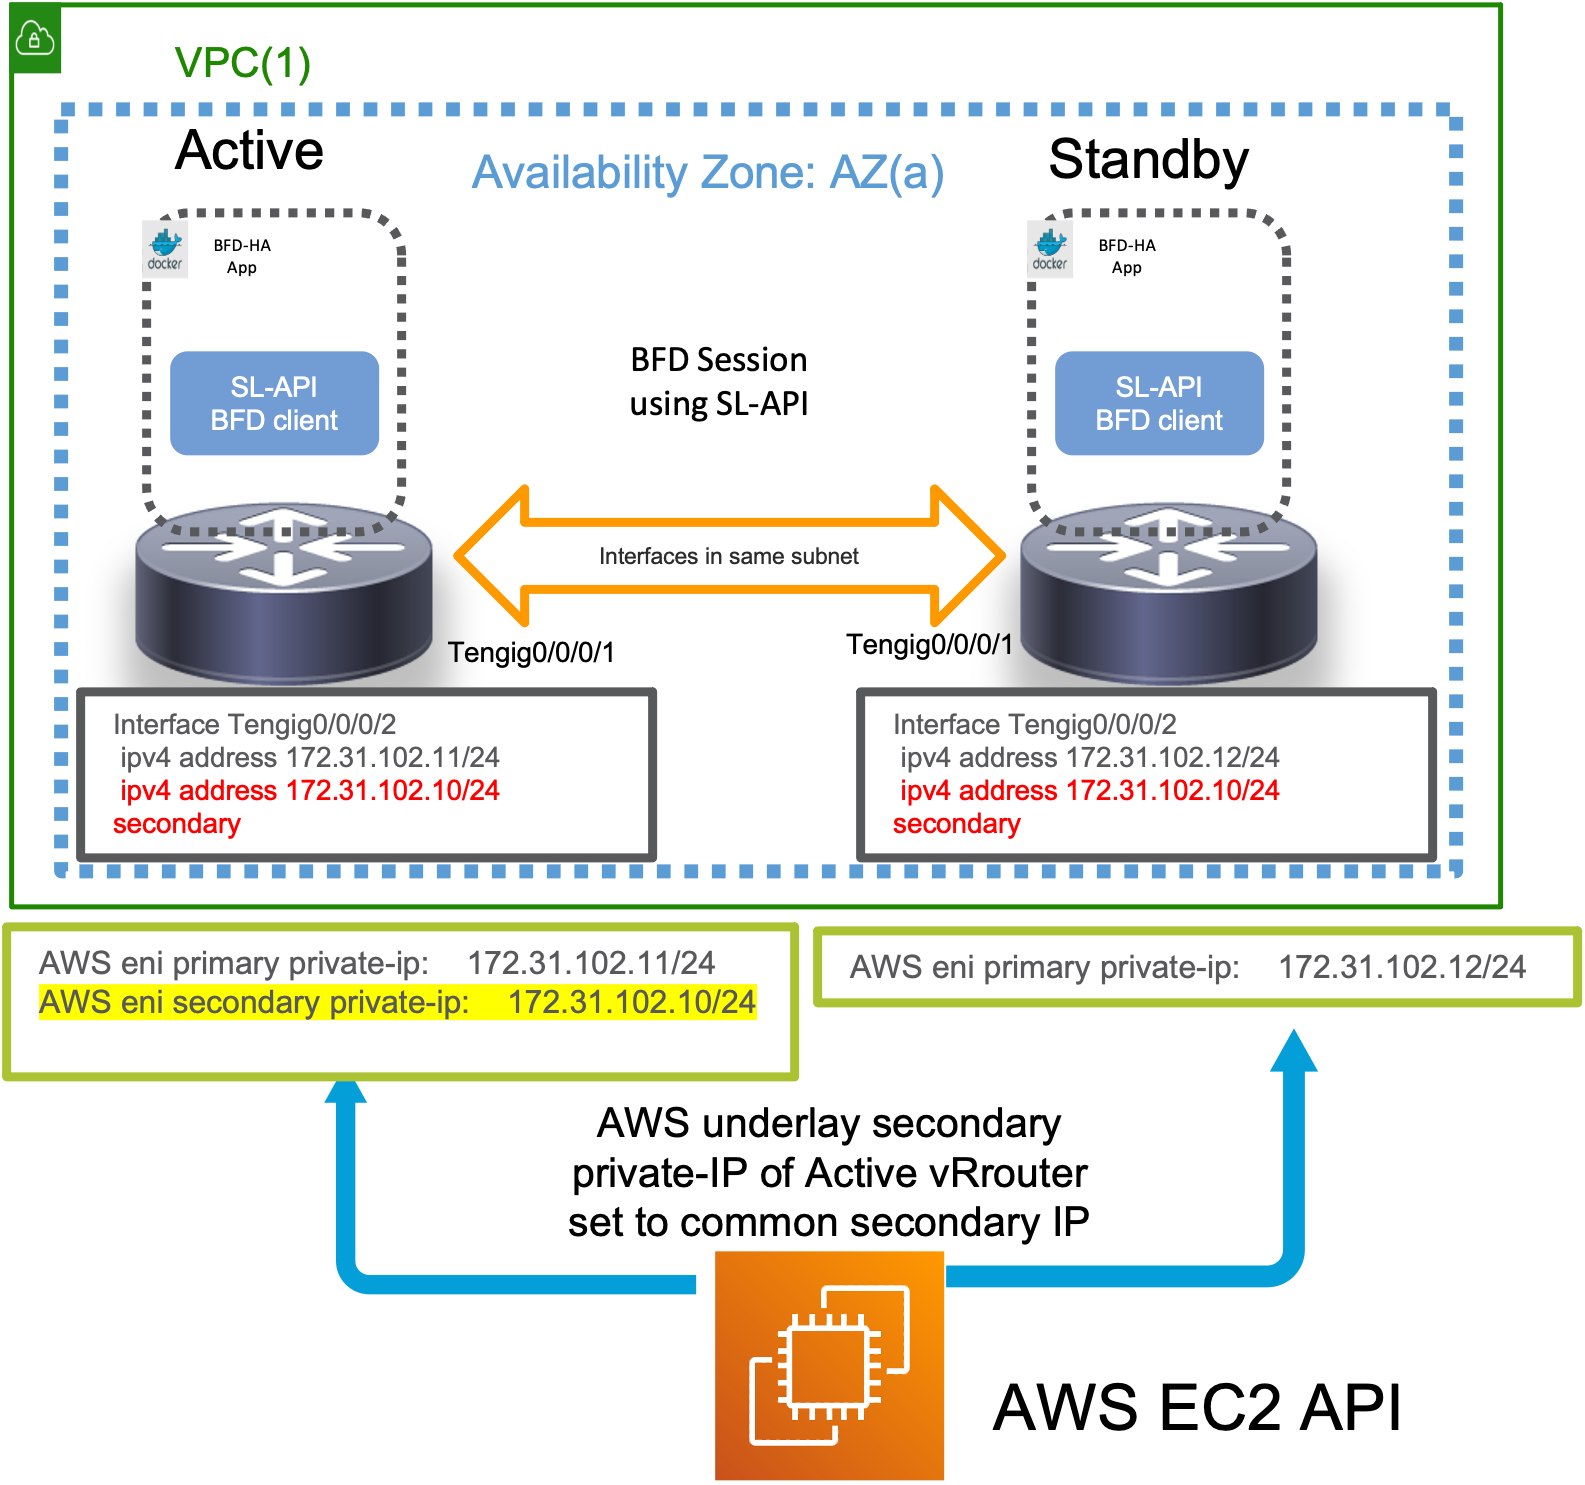 VPC(1)
Active
Availability Zone: AZ(a)
Standby
docker
BFD-HA
App
docker
BFD-HA
App
SL-API
BFD client
BFD Session
using SL-API
SL-API
BFD client
Interfaces in same subnet
Tengig0/0/0/1
Tengig0/0/0/1
Interface Tengig0/0/0/2
ipv4 address 172.31.102.11/24
ipv4 address 172.31.102.10/24
secondary
Interface Tengig0/0/0/2
ipv4 address 172.31.102.12/24
ipv4 address 172.31.102.10/24
secondary
AWS eni primary private-ip: 172.31.102.11/24
AWS eni secondary private-ip: 172.31.102.10/24
AWS eni primary private-ip: 172.31.102.12/24
AWS underlay secondary
private-IP of Active vRrouter
set to common secondary IP
AWS EC2 API